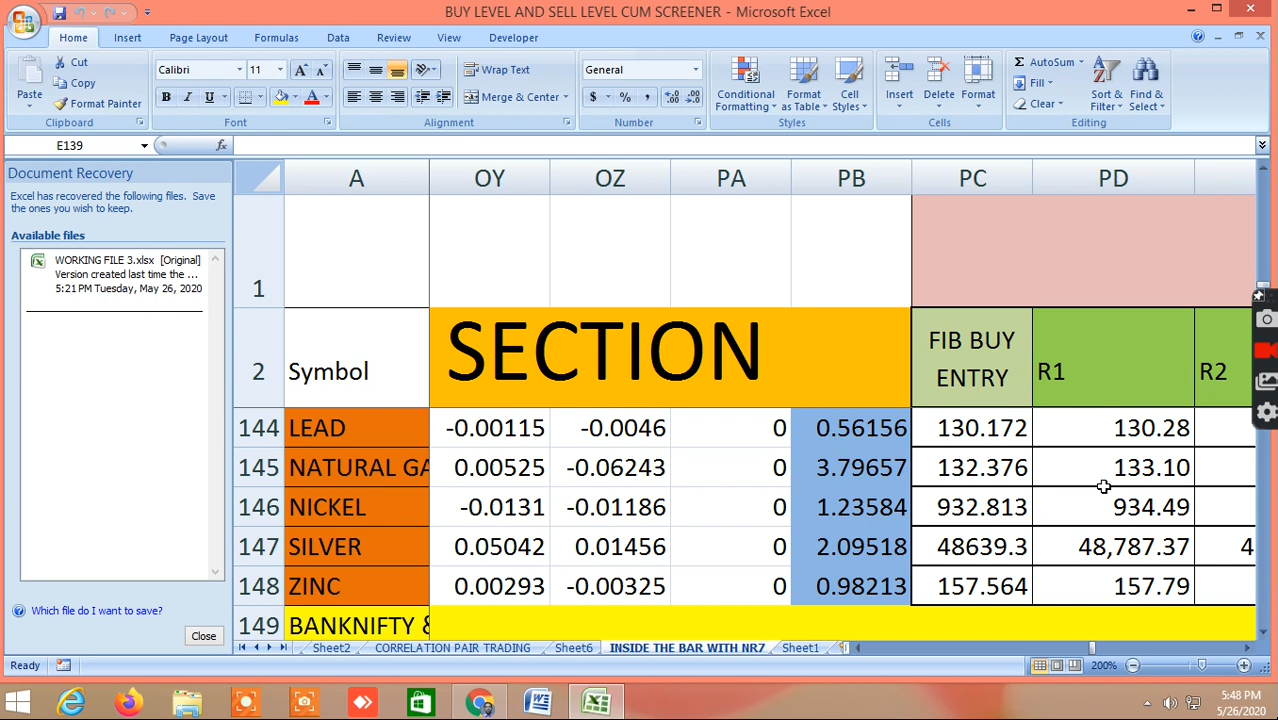 BUY LEVEL AND SELL LEVEL CUM SCREENER - Microsoft Excel
Home Insert Page Layout Formulas Data Review View Developer
Paste
Cut
Copy
Format Painter
Clipboard
Calibri 11
B I U
Font
Wrap Text
Merge & Center
Alignment
General
$ % ,
Number
Conditional Formatting
Format as Table
Cell Styles
Styles
Insert Delete Format
Cells
Σ AutoSum
Fill
Clear
Sort & Filter
Find & Select
Editing
E139 fx
Document Recovery
Excel has recovered the following files. Save
the ones you wish to keep.
Available files
WORKING FILE 3.xlsx [Original]
Version created last time the ...
5:21 PM Tuesday, May 26, 2020
Which file do I want to save?
Close
A OY OZ PA PB PC PD
1
2 Symbol SECTION FIB BUY ENTRY R1 R2
144 LEAD -0.00115 -0.0046 0 0.56156 130.172 130.28
145 NATURAL GA 0.00525 -0.06243 0 3.79657 132.376 133.10
146 NICKEL -0.0131 -0.01186 0 1.23584 932.813 934.49
147 SILVER 0.05042 0.01456 0 2.09518 48639.3 48,787.37 4
148 ZINC 0.00293 -0.00325 0 0.98213 157.564 157.79
149 BANKNIFTY &
Sheet2 CORRELATION PAIR TRADING Sheet6 INSIDE THE BAR WITH NR7 Sheet1
Ready 200%
5:48 PM
5/26/2020